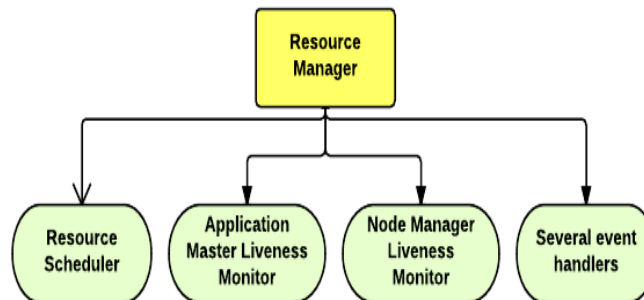 Resource
Manager
Resource
Scheduler
Application
Master Liveness
Monitor
Node Manager
Liveness
Monitor
Several event
handlers